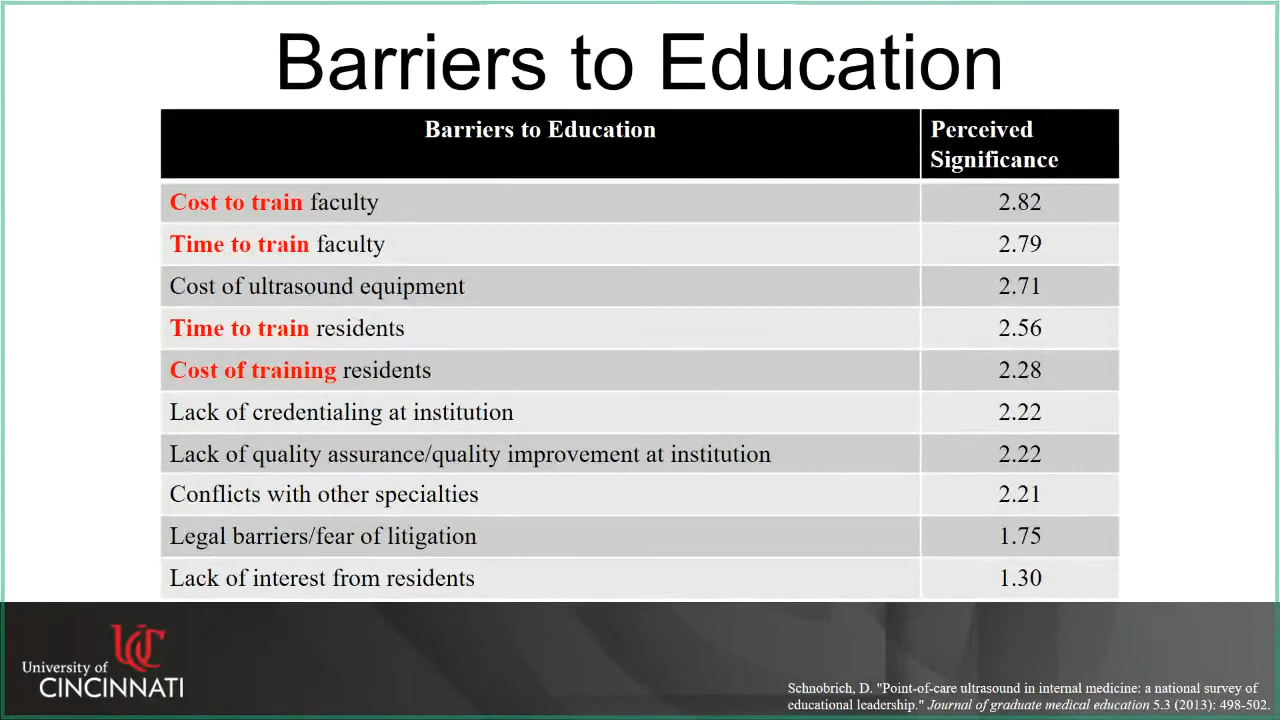 Barriers to Education
Barriers to Education
Perceived
Significance
Cost to train faculty 2.82
Time to train faculty 2.79
Cost of ultrasound equipment 2.71
Time to train residents 2.56
Cost of training residents 2.28
Lack of credentialing at institution 2.22
Lack of quality assurance/quality improvement at institution 2.22
Conflicts with other specialties 2.21
Legal barriers/fear of litigation 1.75
Lack of interest from residents 1.30
UC
University of
CINCINNATI
Schnobrich, D. "Point-of-care ultrasound in internal medicine: a national survey of
educational leadership." Journal of graduate medical education 5.3 (2013): 498-502.